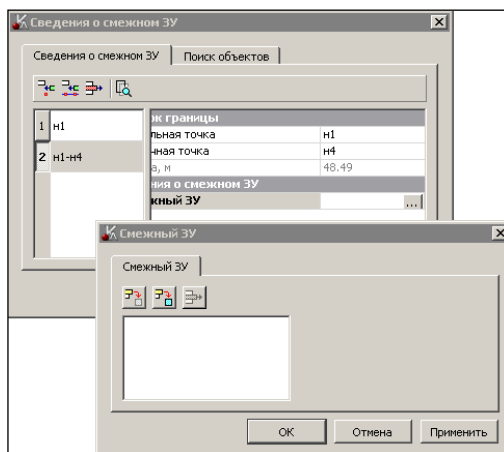 Сведения о смежном ЗУ
Сведения о смежном ЗУ Поиск объектов
1 н1
2 н1-н4
ок границы
льная точка н1
чная точка н4
а, м 48.49
ния о смежном ЗУ
жный ЗУ ...
Смежный ЗУ
Смежный ЗУ
ОК Отмена Применить